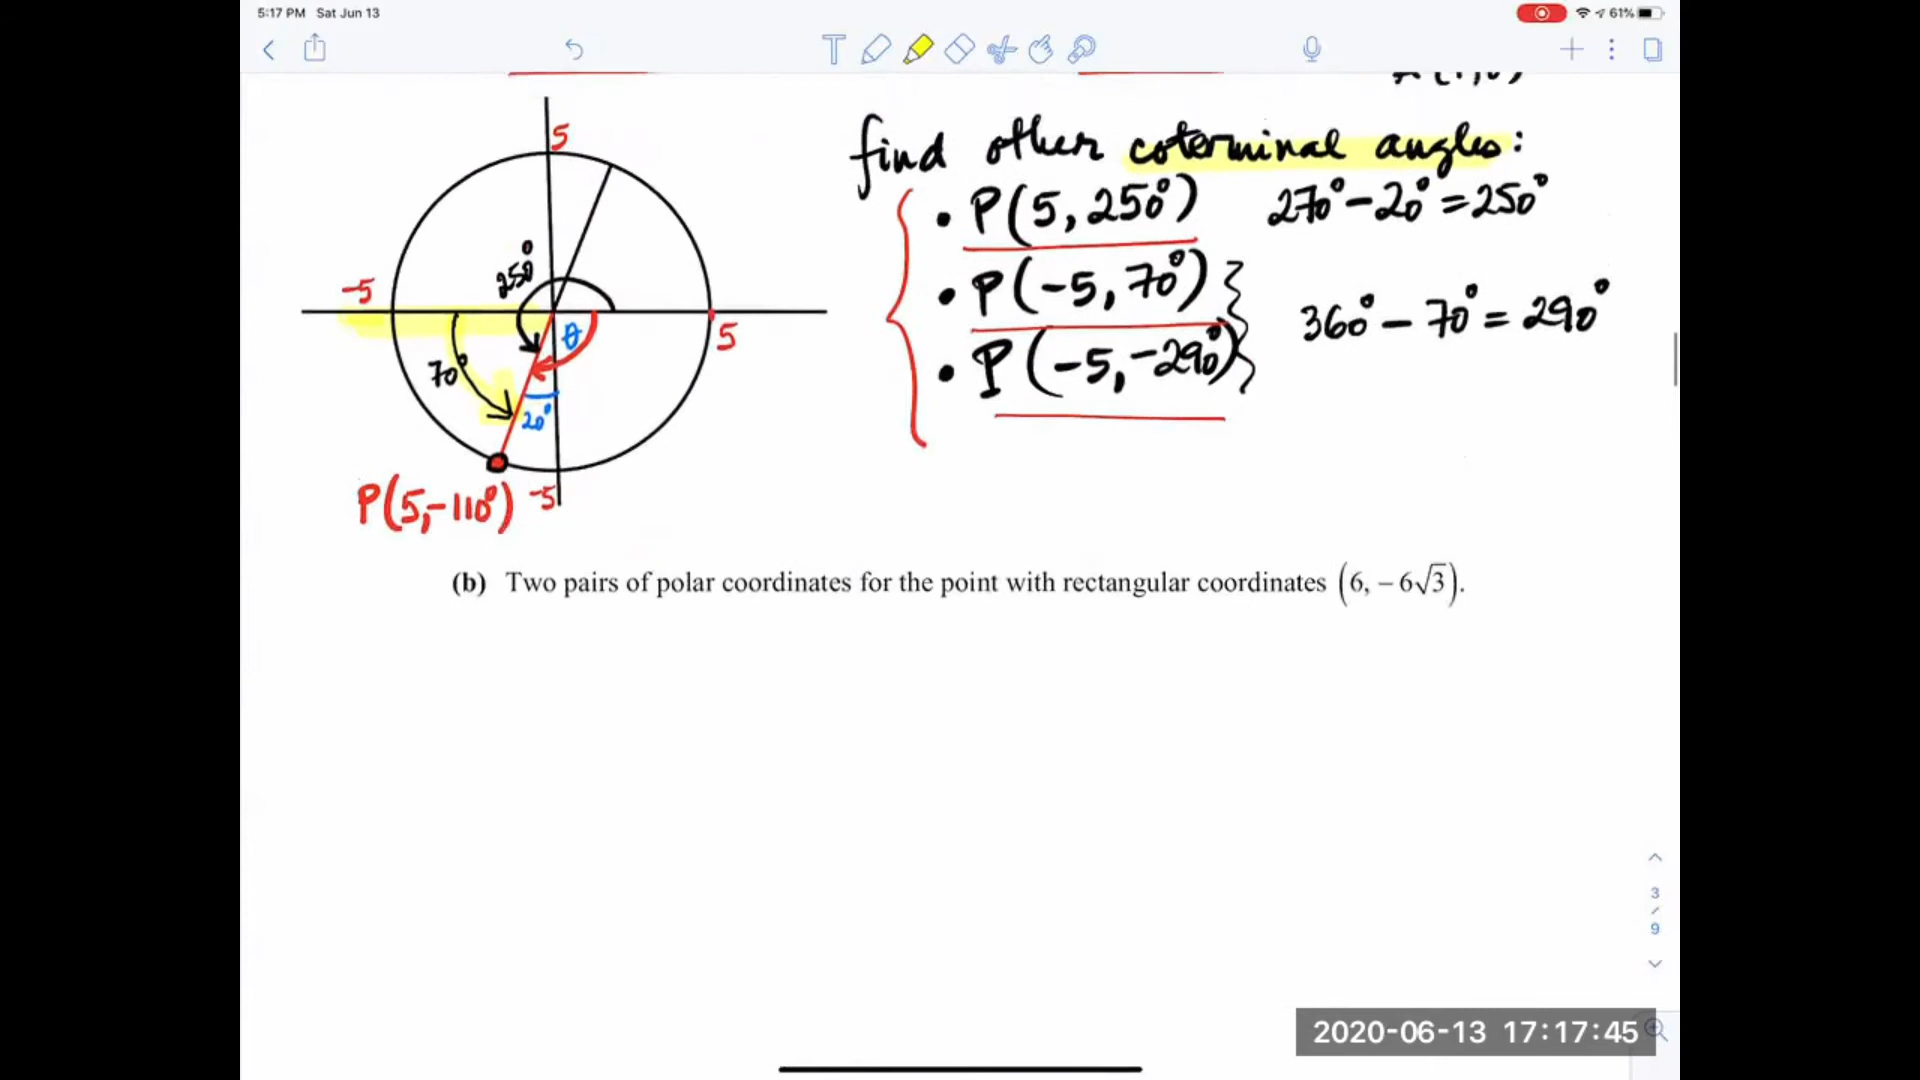 5:17 PM Sat Jun 13
61%
T
find other coterminal angles:
• P(5, 250°) 270° - 20° = 250°
• P(-5, 70°) 360° - 70° = 290°
• P(-5, -290°)
5
250°
-5
5
θ
70°
20°
P(5, -110°) -5
(b) Two pairs of polar coordinates for the point with rectangular coordinates (6, −6√3).
3
/
9
2020-06-13 17:17:45